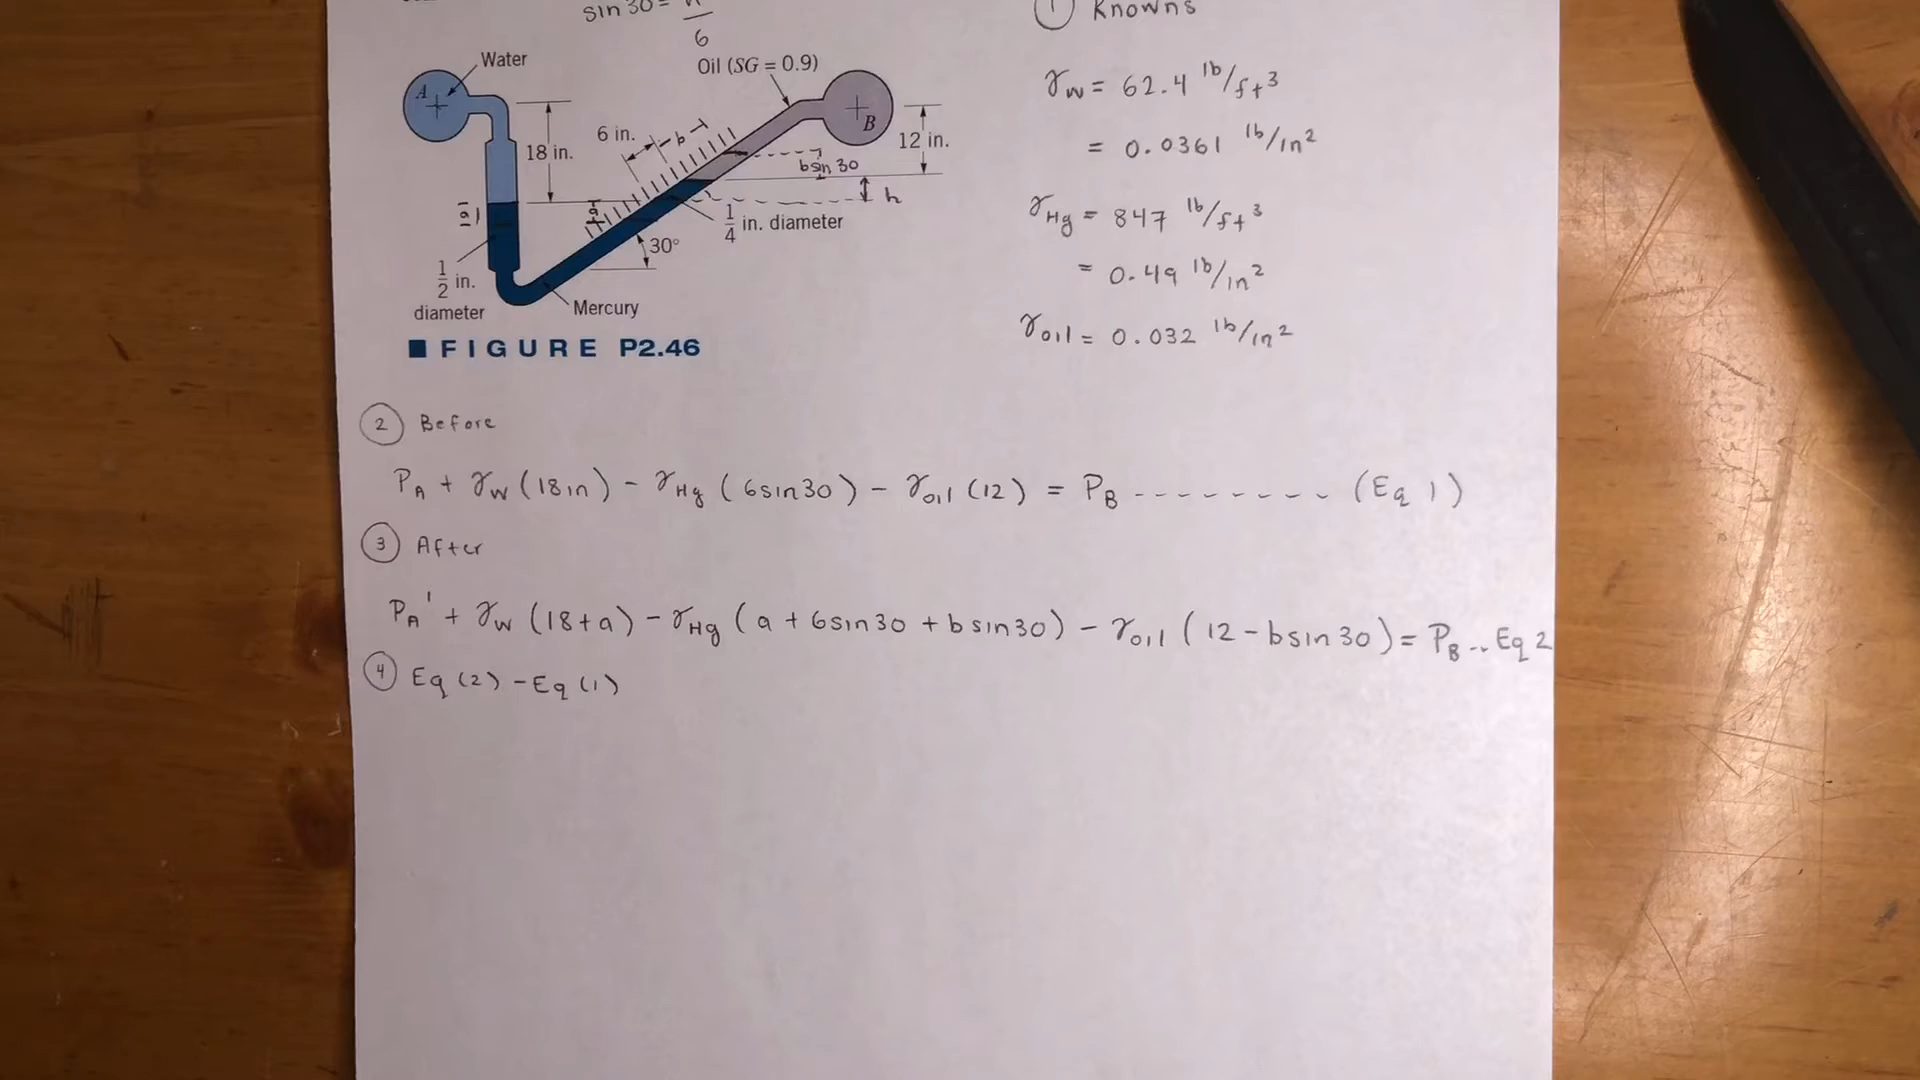 sin 30 =
6
① Knowns
Water
A
18 in.
6 in.
b
Oil (SG = 0.9)
B
12 in.
bsin 30
h
a
a
1/4 in. diameter
30°
1/2 in. diameter
Mercury
FIGURE P2.46
γw = 62.4 lb/ft³
= 0.0361 lb/in²
γHg = 847 lb/ft³
= 0.49 lb/in²
γoil = 0.032 lb/in²
② Before
PA + γw (18in) - γHg (6sin30) - γoil (12) = PB - - - - - - - - (Eq 1)
③ After
PA' + γw (18+a) - γHg (a + 6sin30 + bsin30) - γoil (12 - bsin30) = PB .. Eq 2
④ Eq (2) - Eq (1)